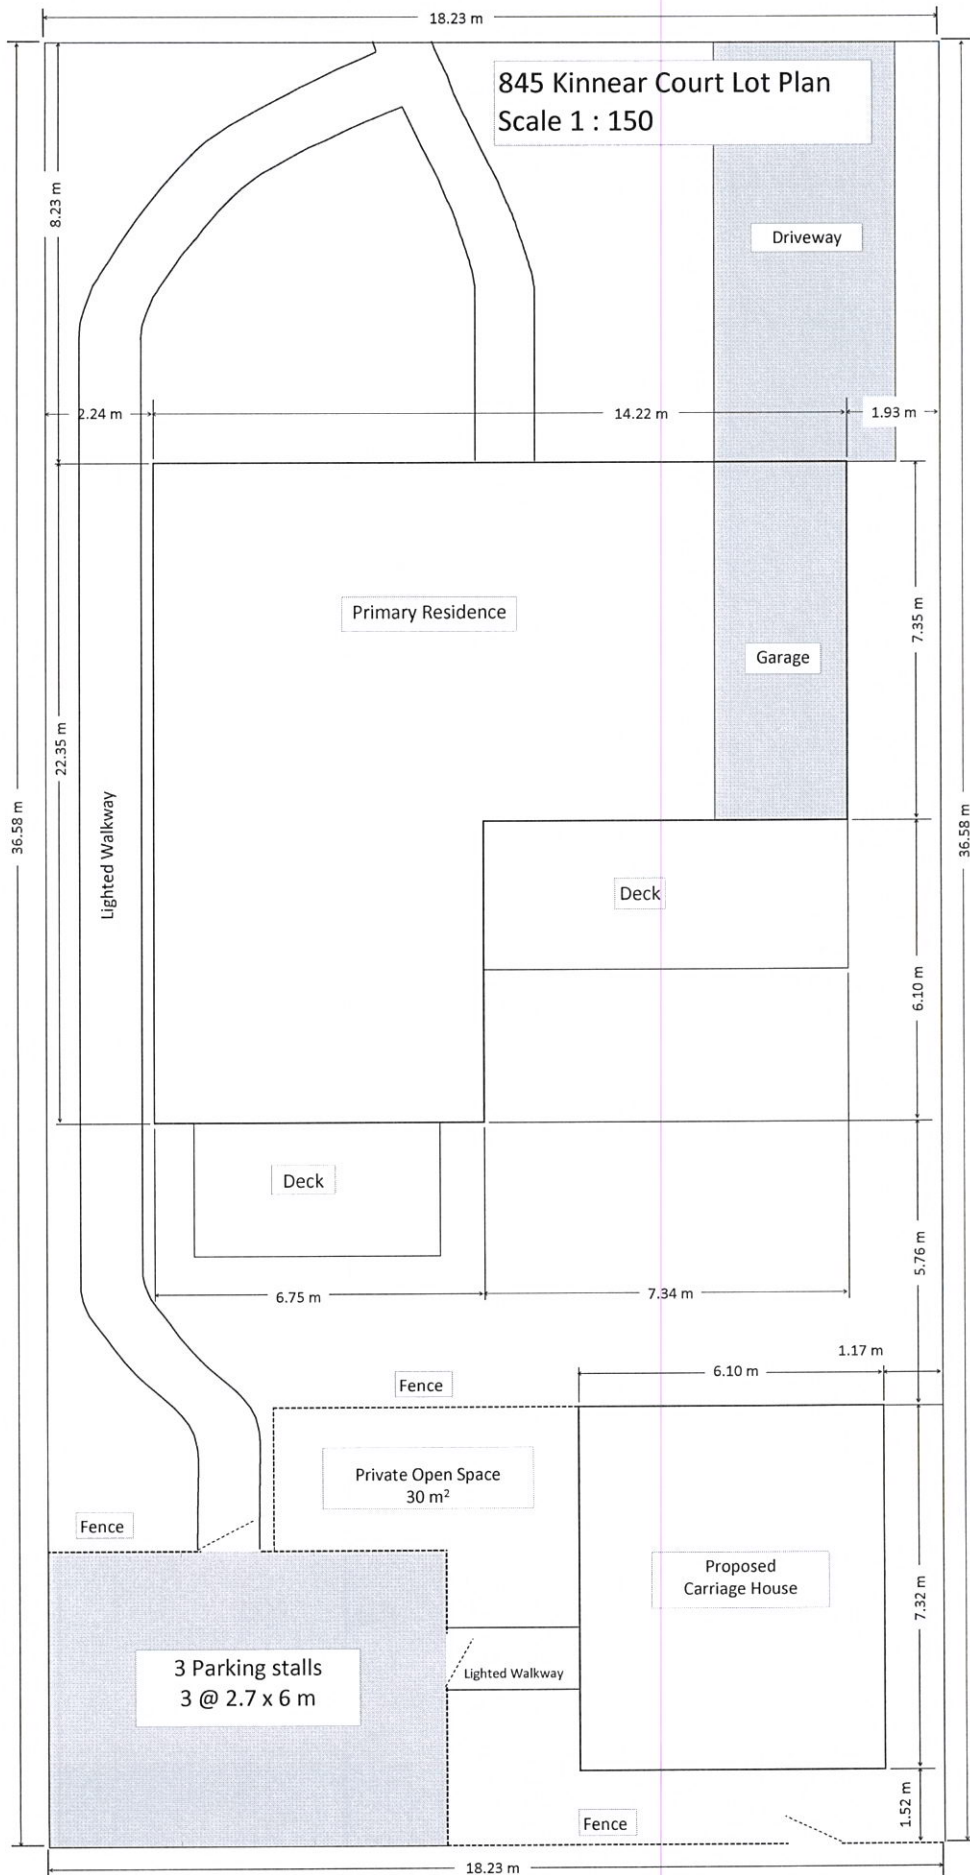 18.23 m
845 Kinnear Court Lot Plan
Scale 1 : 150
8.23 m
Driveway
2.24 m
14.22 m
1.93 m
Primary Residence
7.35 m
Garage
22.35 m
36.58 m
36.58 m
Lighted Walkway
Deck
6.10 m
Deck
5.76 m
6.75 m
7.34 m
1.17 m
6.10 m
Fence
Private Open Space
30 m²
Fence
Proposed
Carriage House
7.32 m
3 Parking stalls
3 @ 2.7 x 6 m
Lighted Walkway
1.52 m
Fence
18.23 m